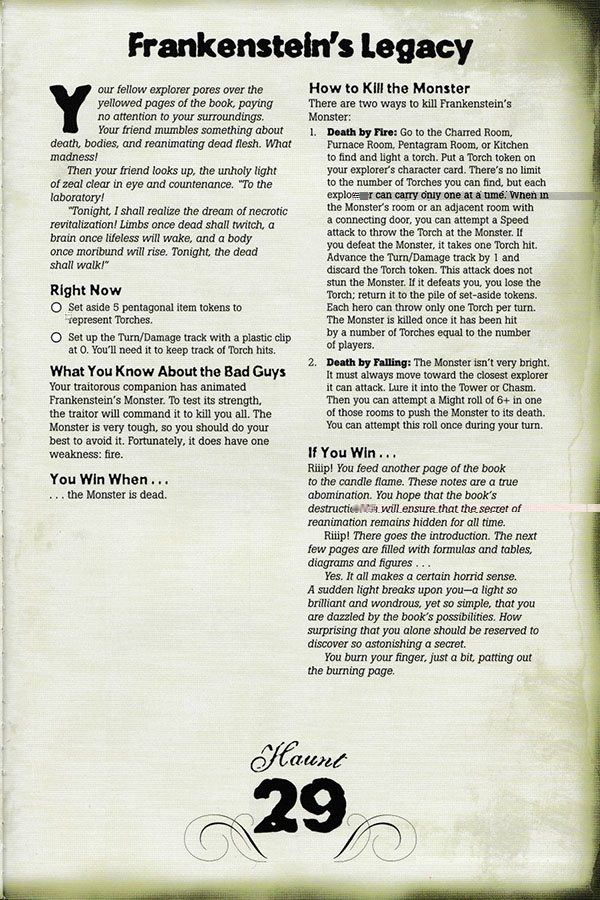 Frankenstein's Legacy
Your fellow explorer pores over the
yellowed pages of the book, paying
no attention to your surroundings.
Your friend mumbles something about
death, bodies, and reanimating dead flesh. What
madness!
Then your friend looks up, the unholy light
of zeal clear in eye and countenance. "To the
laboratory!
"Tonight, I shall realize the dream of necrotic
revitalization! Limbs once dead shall twitch, a
brain once lifeless will wake, and a body
once moribund will rise. Tonight, the dead
shall walk!"
Right Now
Set aside 5 pentagonal item tokens to
represent Torches.
Set up the Turn/Damage track with a plastic clip
at 0. You'll need it to keep track of Torch hits.
What You Know About the Bad Guys
Your traitorous companion has animated
Frankenstein's Monster. To test its strength,
the traitor will command it to kill you all. The
Monster is very tough, so you should do your
best to avoid it. Fortunately, it does have one
weakness: fire.
You Win When . . .
. . . the Monster is dead.
How to Kill the Monster
There are two ways to kill Frankenstein's
Monster:
1. Death by Fire: Go to the Charred Room,
Furnace Room, Pentagram Room, or Kitchen
to find and light a torch. Put a Torch token on
your explorer's character card. There's no limit
to the number of Torches you can find, but each
can carry only one at a time. When in
the Monster's room or an adjacent room with
a connecting door, you can attempt a Speed
attack to throw the Torch at the Monster. If
you defeat the Monster, it takes one Torch hit.
Advance the Turn/Damage track by 1 and
discard the Torch token. This attack does not
stun the Monster. If it defeats you, you lose the
Torch; return it to the pile of set-aside tokens.
Each hero can throw only one Torch per turn.
The Monster is killed once it has been hit
by a number of Torches equal to the number
of players.
2. Death by Falling: The Monster isn't very bright.
It must always move toward the closest explorer
it can attack. Lure it into the Tower or Chasm.
Then you can attempt a Might roll of 6+ in one
of those rooms to push the Monster to its death.
You can attempt this roll once during your turn.
If You Win . . .
Riiip! You feed another page of the book
to the candle flame. These notes are a true
abomination. You hope that the book's
will ensure that the secret of
reanimation remains hidden for all time.
Riiip! There goes the introduction. The next
few pages are filled with formulas and tables,
diagrams and figures . . .
Yes. It all makes a certain horrid sense.
A sudden light breaks upon you—a light so
brilliant and wondrous, yet so simple, that you
are dazzled by the book's possibilities. How
surprising that you alone should be reserved to
discover so astonishing a secret.
You burn your finger, just a bit, patting out
the burning page.
Haunt
29